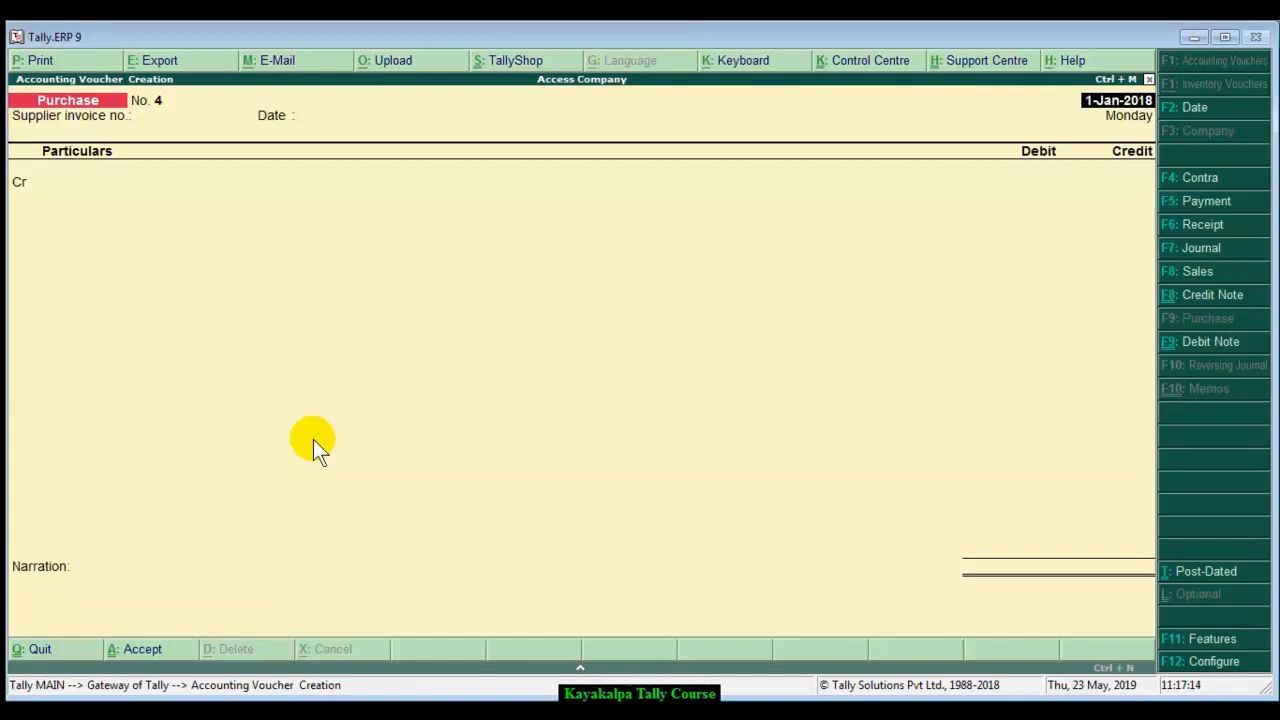 Tally.ERP 9
P: Print E: Export M: E-Mail O: Upload S: TallyShop G: Language K: Keyboard K: Control Centre H: Support Centre H: Help
Accounting Voucher Creation Access Company Ctrl + M
Purchase No. 4 1-Jan-2018
Supplier invoice no.: Date : Monday
Particulars Debit Credit
Cr
Narration:
F1: Accounting Vouchers
F1: Inventory Vouchers
F2: Date
F3: Company
F4: Contra
F5: Payment
F6: Receipt
F7: Journal
F8: Sales
F8: Credit Note
F9: Purchase
F9: Debit Note
F10: Reversing Journal
F10: Memos
T: Post-Dated
L: Optional
F11: Features
F12: Configure
Q: Quit A: Accept D: Delete X: Cancel
Ctrl + N
Tally MAIN --> Gateway of Tally --> Accounting Voucher Creation © Tally Solutions Pvt Ltd., 1988-2018 Thu, 23 May, 2019 11:17:14
Kayakalpa Tally Course